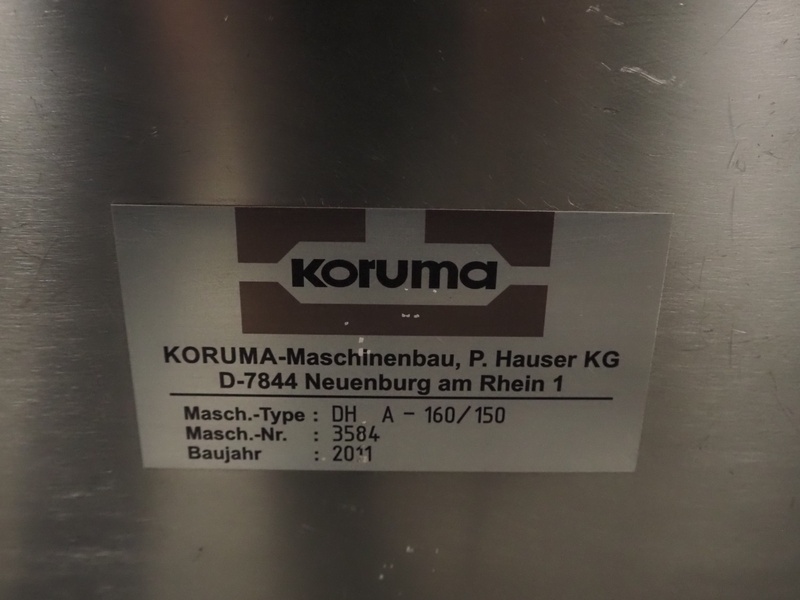 koruma
KORUMA-Maschinenbau, P. Hauser KG
D-7844 Neuenburg am Rhein 1
Masch.-Type : DH A - 160/150
Masch.-Nr. : 3584
Baujahr : 2011